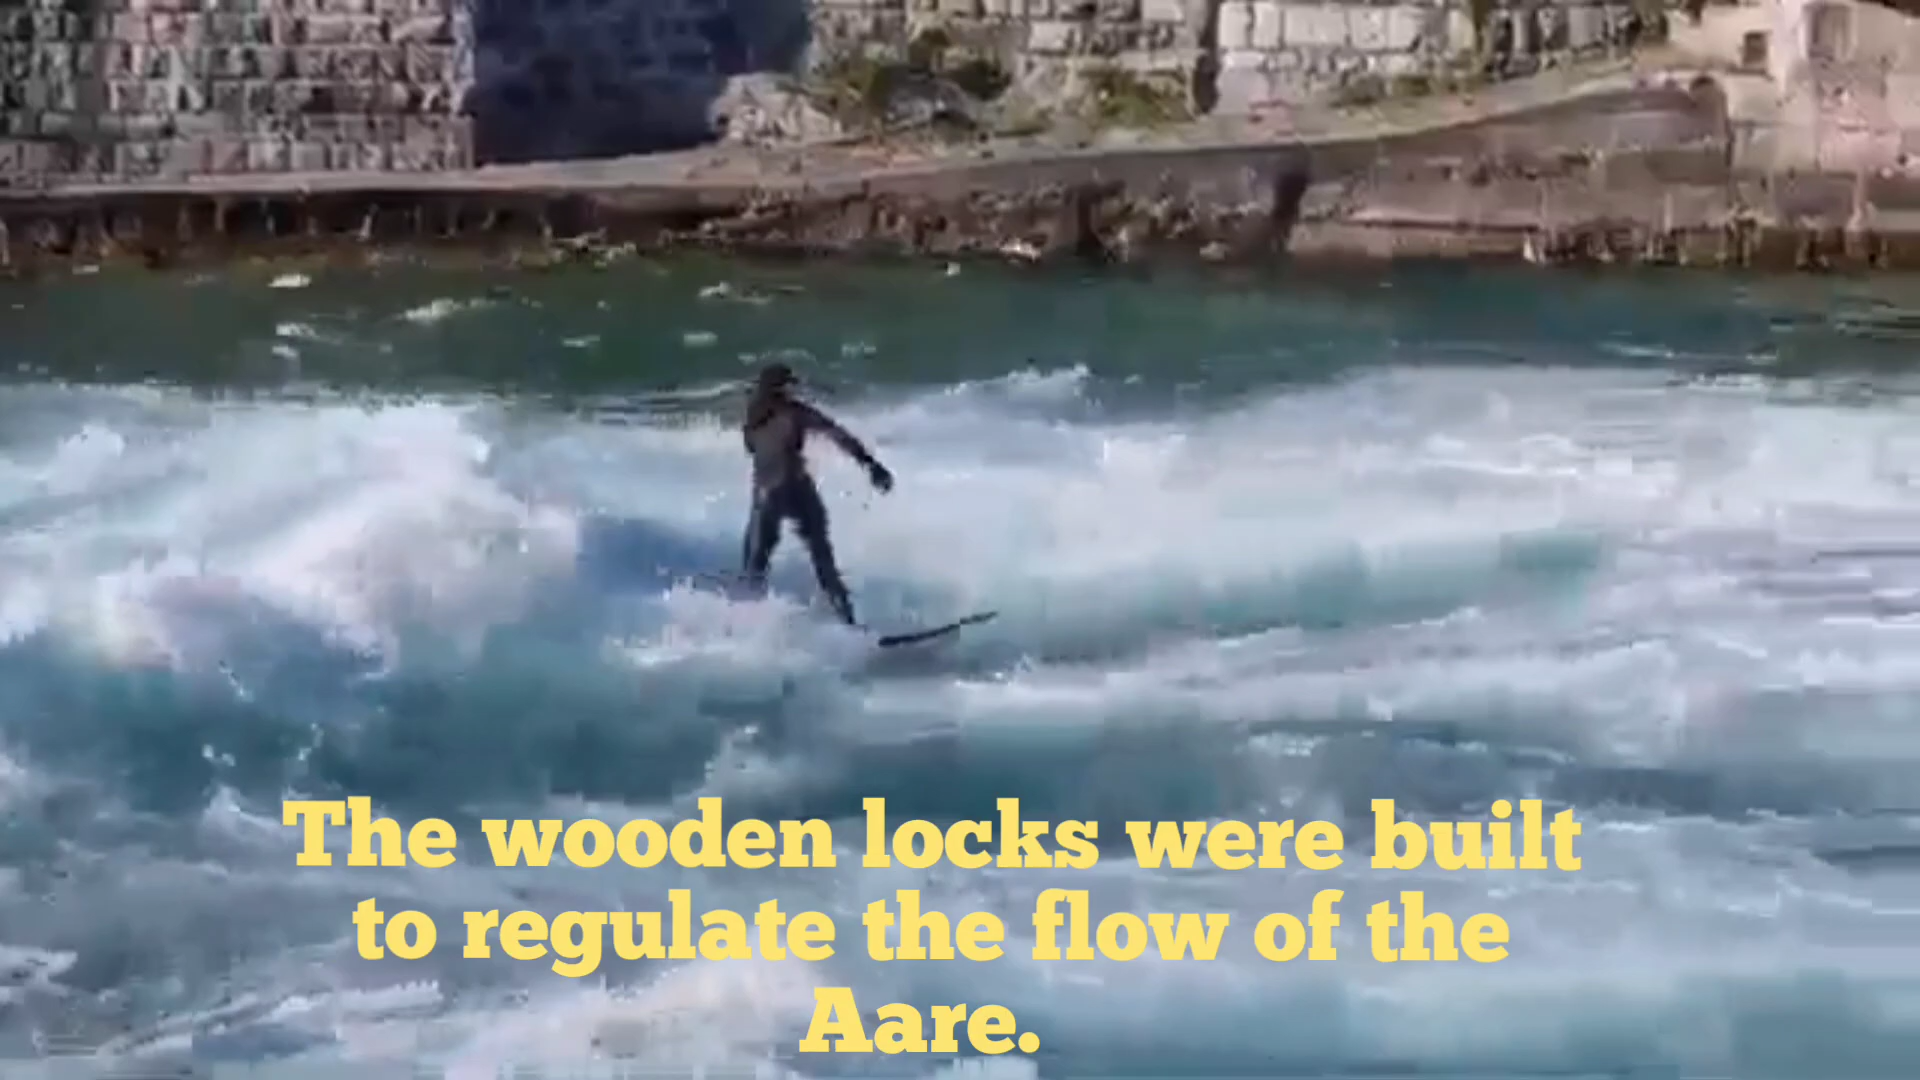 The wooden locks were built
to regulate the flow of the
Aare.